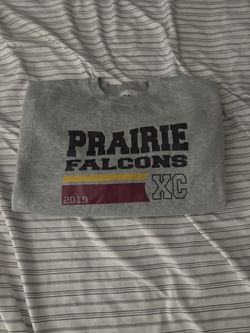 PRAIRIE
FALCONS
XC
2019